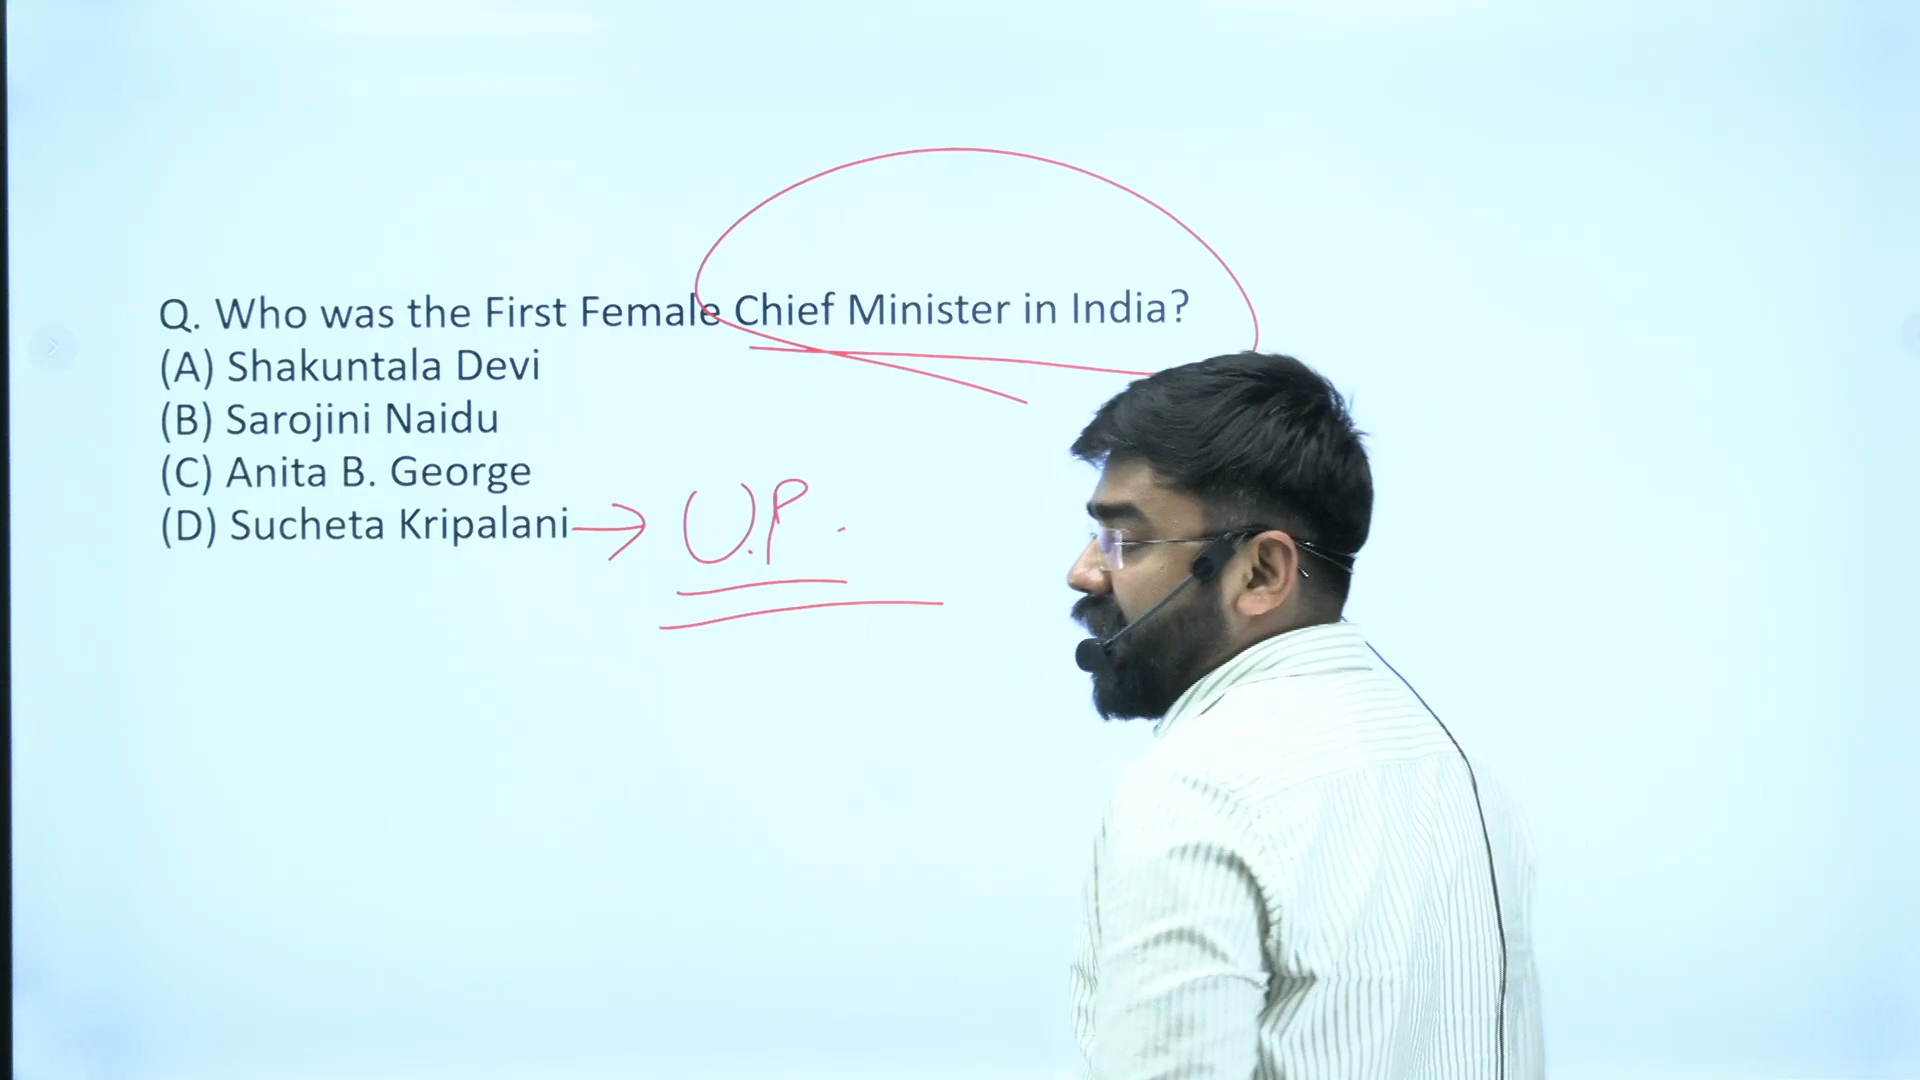 Q. Who was the First Female Chief Minister in India?
(A) Shakuntala Devi
(B) Sarojini Naidu
(C) Anita B. George
(D) Sucheta Kripalani → U.P.